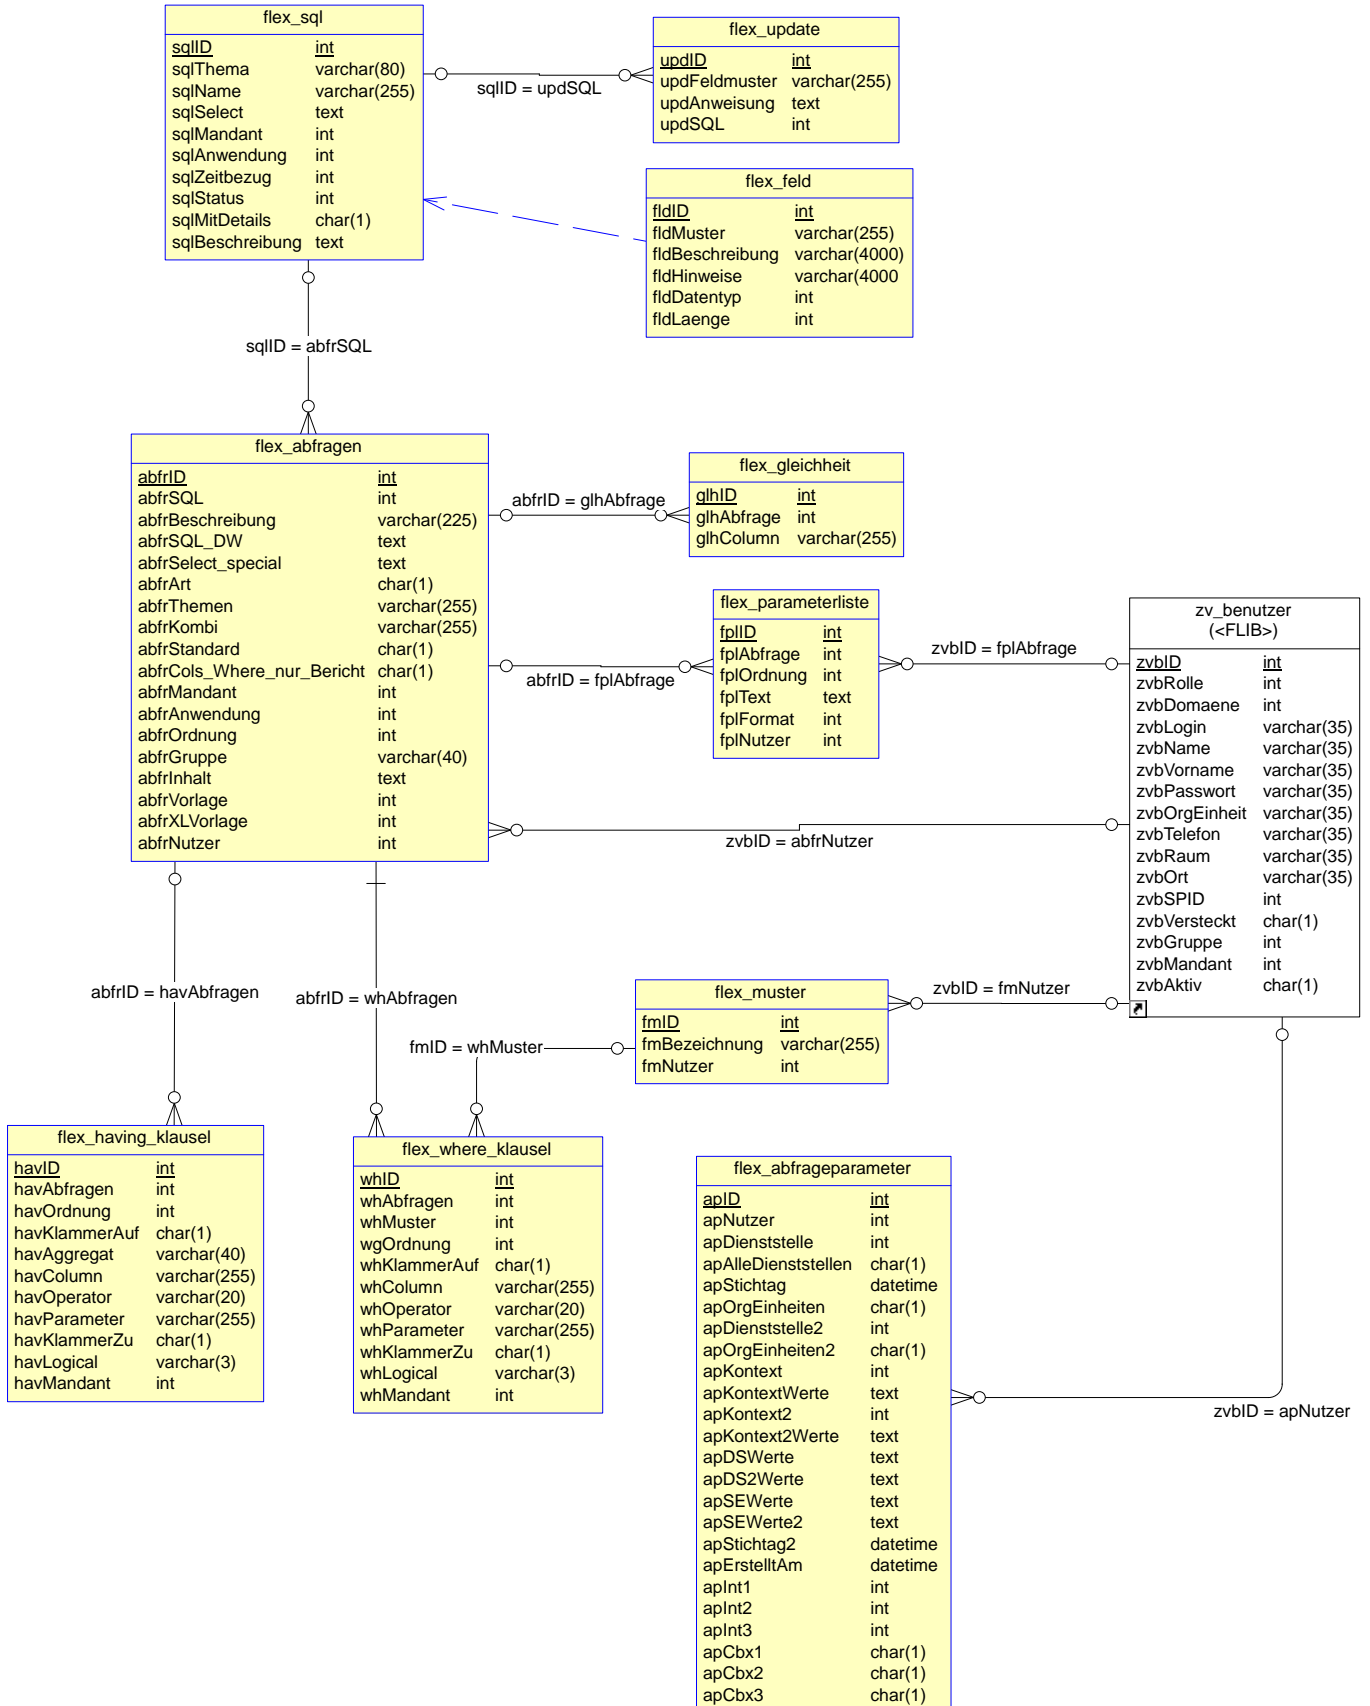 flex_sql
sqlID int
sqlThema varchar(80)
sqlName varchar(255)
sqlSelect text
sqlMandant int
sqlAnwendung int
sqlZeitbezug int
sqlStatus int
sqlMitDetails char(1)
sqlBeschreibung text
sqlID = updSQL
flex_update
updID int
updFeldmuster varchar(255)
updAnweisung text
updSQL int
flex_feld
fldID int
fldMuster varchar(255)
fldBeschreibung varchar(4000)
fldHinweise varchar(4000
fldDatentyp int
fldLaenge int
sqlID = abfrSQL
flex_abfragen
abfrID int
abfrSQL int
abfrBeschreibung varchar(225)
abfrSQL_DW text
abfrSelect_special text
abfrArt char(1)
abfrThemen varchar(255)
abfrKombi varchar(255)
abfrStandard char(1)
abfrCols_Where_nur_Bericht char(1)
abfrMandant int
abfrAnwendung int
abfrOrdnung int
abfrGruppe varchar(40)
abfrInhalt text
abfrVorlage int
abfrXLVorlage int
abfrNutzer int
abfrID = glhAbfrage
flex_gleichheit
glhID int
glhAbfrage int
glhColumn varchar(255)
abfrID = fplAbfrage
flex_parameterliste
fplID int
fplAbfrage int
fplOrdnung int
fplText text
fplFormat int
fplNutzer int
zvbID = fplAbfrage
zv_benutzer
(<FLIB>)
zvbID int
zvbRolle int
zvbDomaene int
zvbLogin varchar(35)
zvbName varchar(35)
zvbVorname varchar(35)
zvbPasswort varchar(35)
zvbOrgEinheit varchar(35)
zvbTelefon varchar(35)
zvbRaum varchar(35)
zvbOrt varchar(35)
zvbSPID int
zvbVersteckt char(1)
zvbGruppe int
zvbMandant int
zvbAktiv char(1)
zvbID = abfrNutzer
abfrID = havAbfragen
abfrID = whAbfragen
fmID = whMuster
flex_muster
fmID int
fmBezeichnung varchar(255)
fmNutzer int
zvbID = fmNutzer
flex_having_klausel
havID int
havAbfragen int
havOrdnung int
havKlammerAuf char(1)
havAggregat varchar(40)
havColumn varchar(255)
havOperator varchar(20)
havParameter varchar(255)
havKlammerZu char(1)
havLogical varchar(3)
havMandant int
flex_where_klausel
whID int
whAbfragen int
whMuster int
wgOrdnung int
whKlammerAuf char(1)
whColumn varchar(255)
whOperator varchar(20)
whParameter varchar(255)
whKlammerZu char(1)
whLogical varchar(3)
whMandant int
flex_abfrageparameter
apID int
apNutzer int
apDienststelle int
apAlleDienststellen char(1)
apStichtag datetime
apOrgEinheiten char(1)
apDienststelle2 int
apOrgEinheiten2 char(1)
apKontext int
apKontextWerte text
apKontext2 int
apKontext2Werte text
apDSWerte text
apDS2Werte text
apSEWerte text
apSEWerte2 text
apStichtag2 datetime
apErstelltAm datetime
apInt1 int
apInt2 int
apInt3 int
apCbx1 char(1)
apCbx2 char(1)
apCbx3 char(1)
zvbID = apNutzer